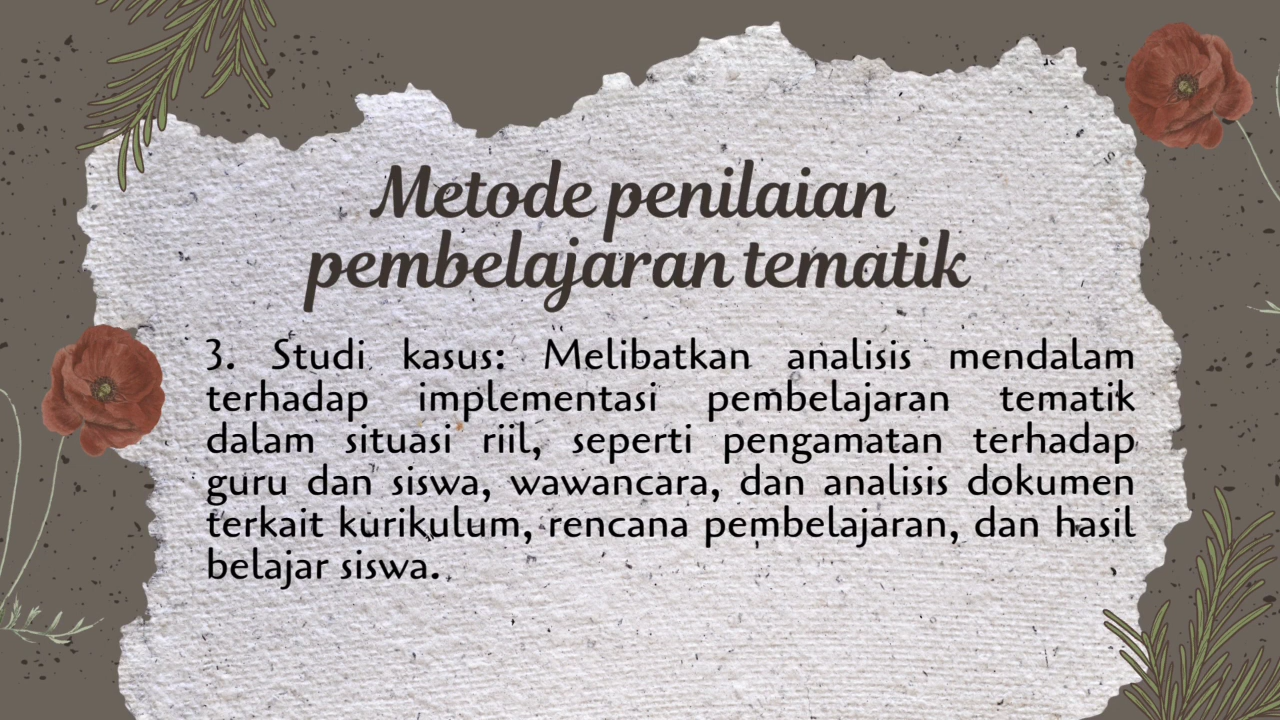 Metode penilaian
pembelajaran tematik
3. Studi kasus: Melibatkan analisis mendalam
terhadap implementasi pembelajaran tematik
dalam situasi riil, seperti pengamatan terhadap
guru dan siswa, wawancara, dan analisis dokumen
terkait kurikulum, rencana pembelajaran, dan hasil
belajar siswa.